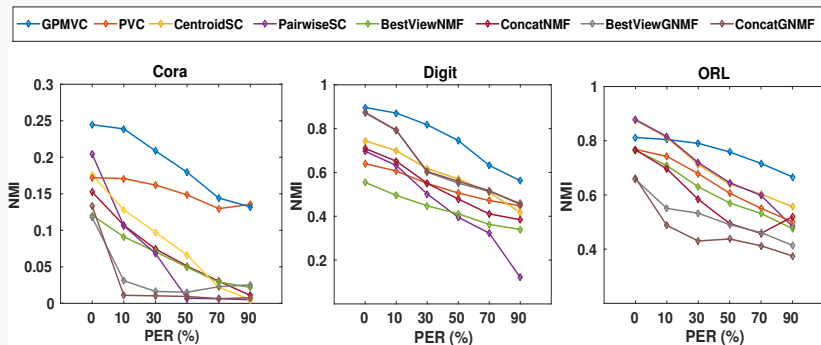 GPMVC PVC CentroidSC PairwiseSC BestViewNMF ConcatNMF BestViewGNMF ConcatGNMF
Cora
NMI
0.3
0.25
0.2
0.15
0.1
0.05
0
0 10 30 50 70 90
PER (%)
Digit
NMI
1
0.8
0.6
0.4
0.2
0 10 30 50 70 90
PER (%)
ORL
NMI
1
0.8
0.6
0.4
0 10 30 50 70 90
PER (%)